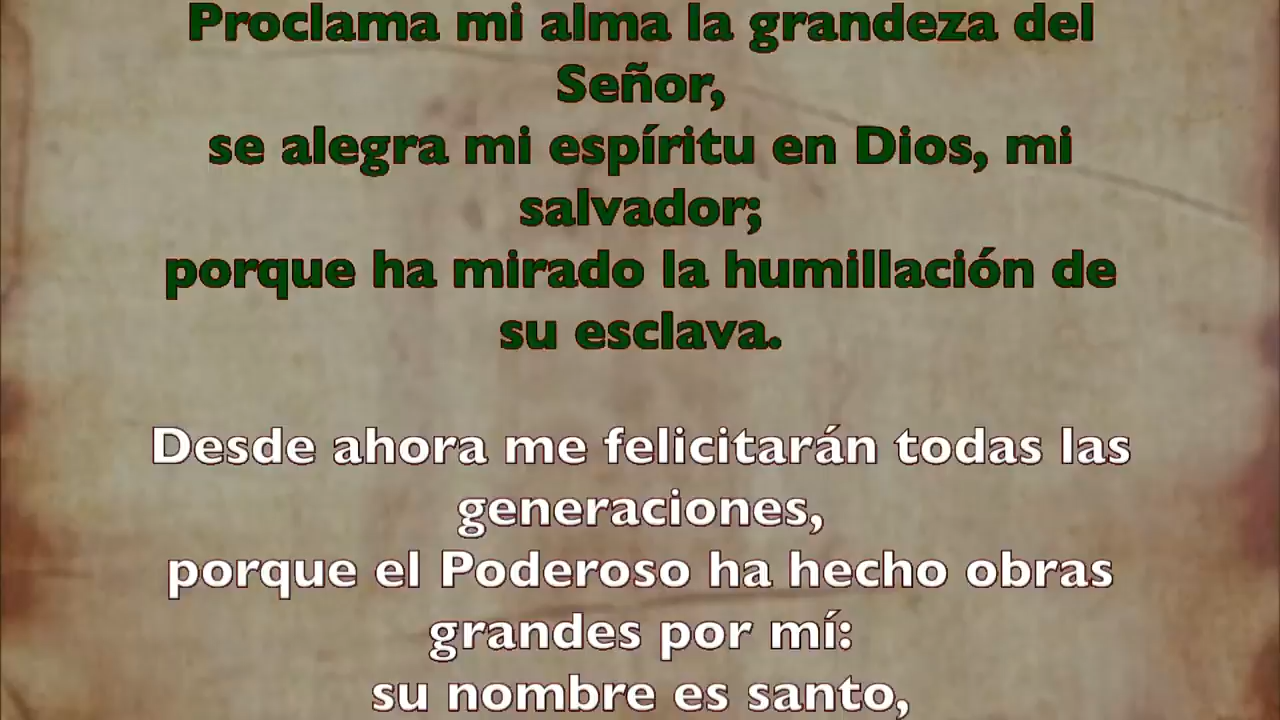 Proclama mi alma la grandeza del
Señor,
se alegra mi espíritu en Dios, mi
salvador;
porque ha mirado la humillación de
su esclava.
Desde ahora me felicitarán todas las
generaciones,
porque el Poderoso ha hecho obras
grandes por mí:
su nombre es santo,